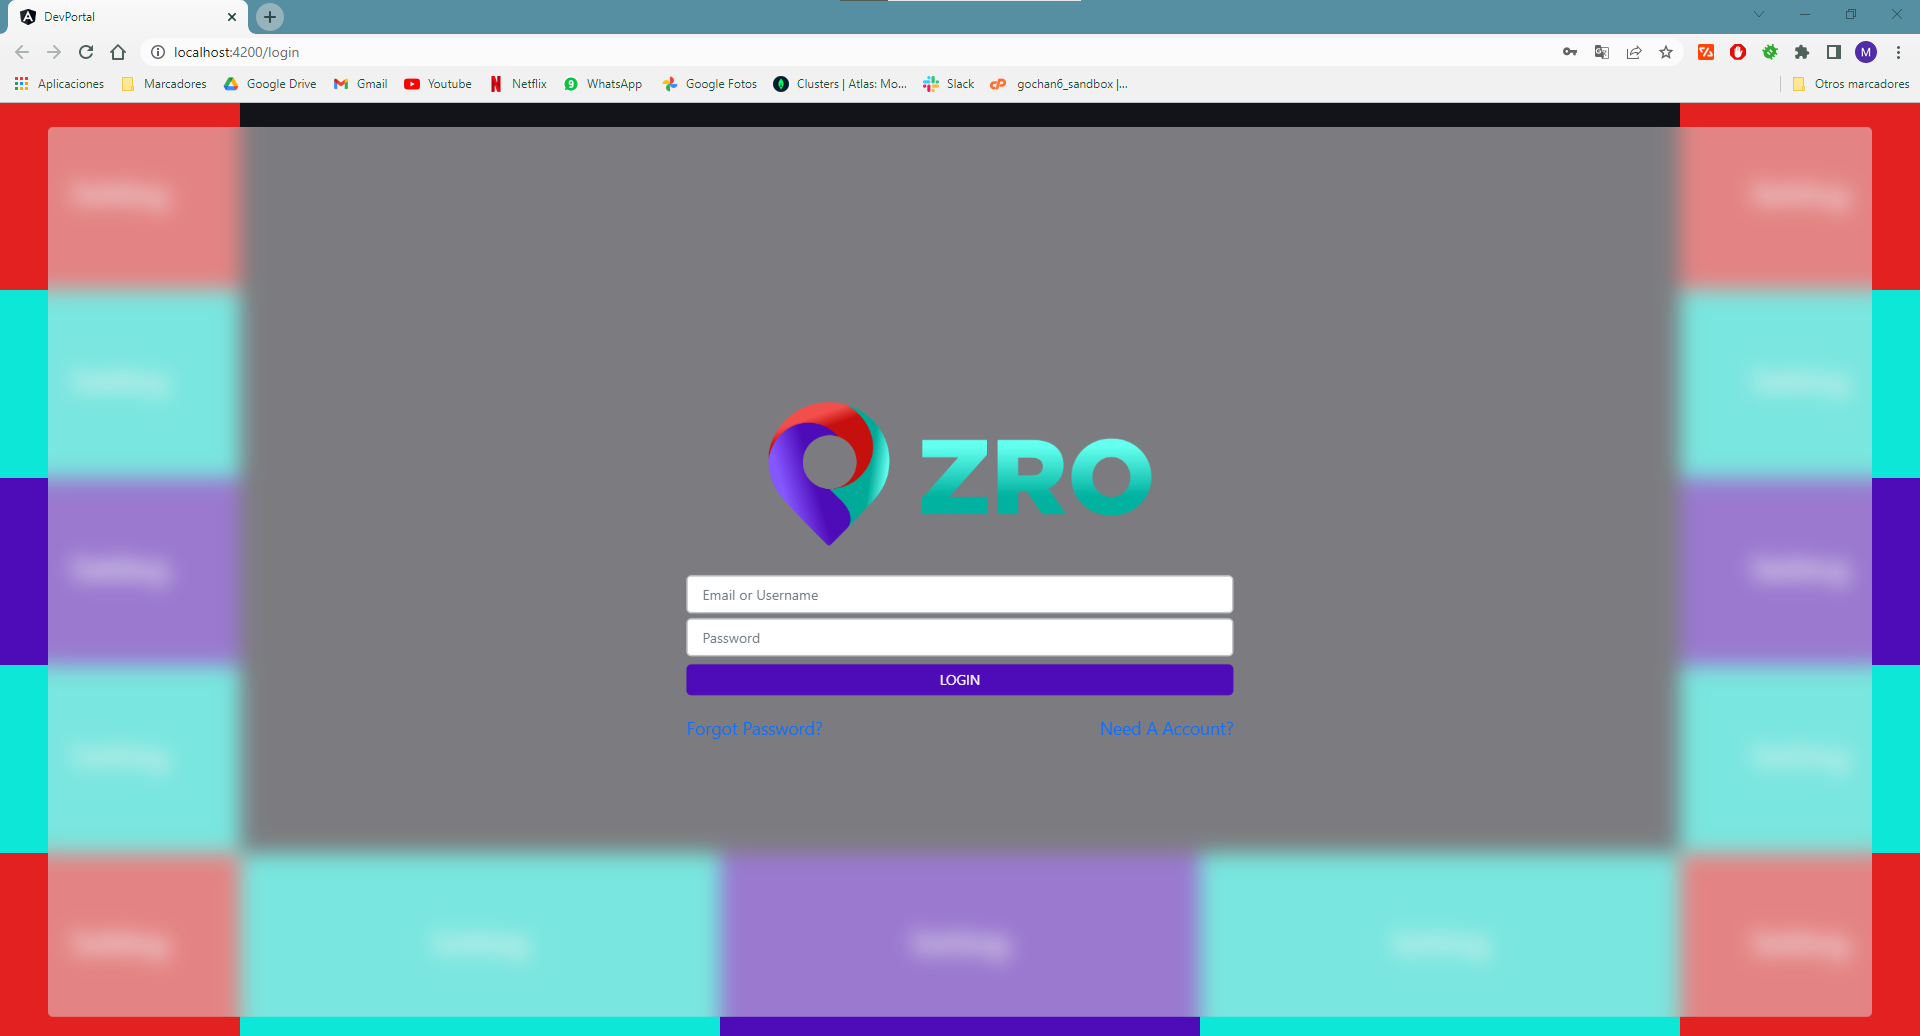 DevPortal
localhost:4200/login
Aplicaciones Marcadores Google Drive Gmail Youtube Netflix WhatsApp Google Fotos Clusters | Atlas: Mo... Slack gochan6_sandbox |... Otros marcadores
M
ZRO
Email or Username
Password
LOGIN
Forgot Password? Need A Account?